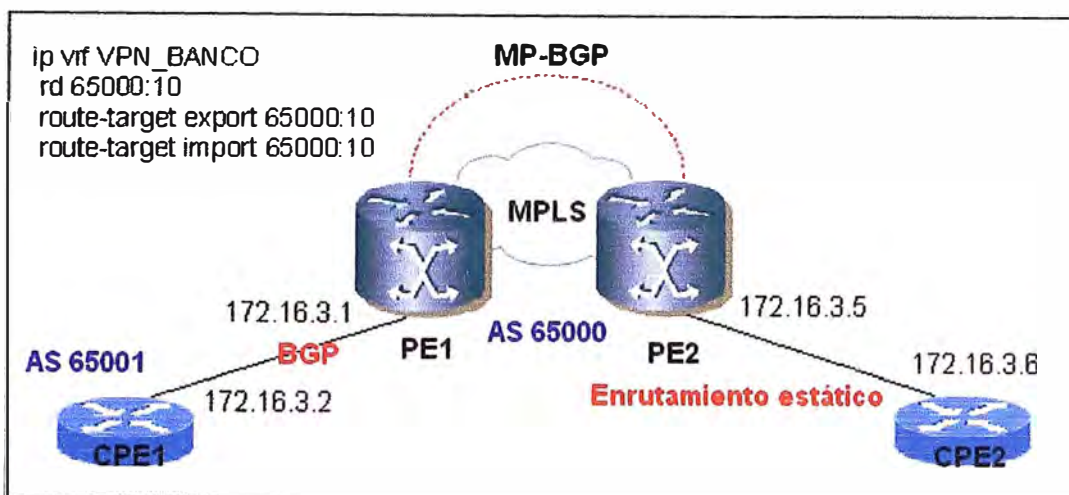 ip vrf VPN_BANCO
rd 65000:10
route-target export 65000:10
route-target import 65000:10
MP-BGP
MPLS
172.16.3.1
172.16.3.5
AS 65000
PE1
PE2
BGP
AS 65001
172.16.3.6
172.16.3.2
Enrutamiento estático
CPE1
CPE2